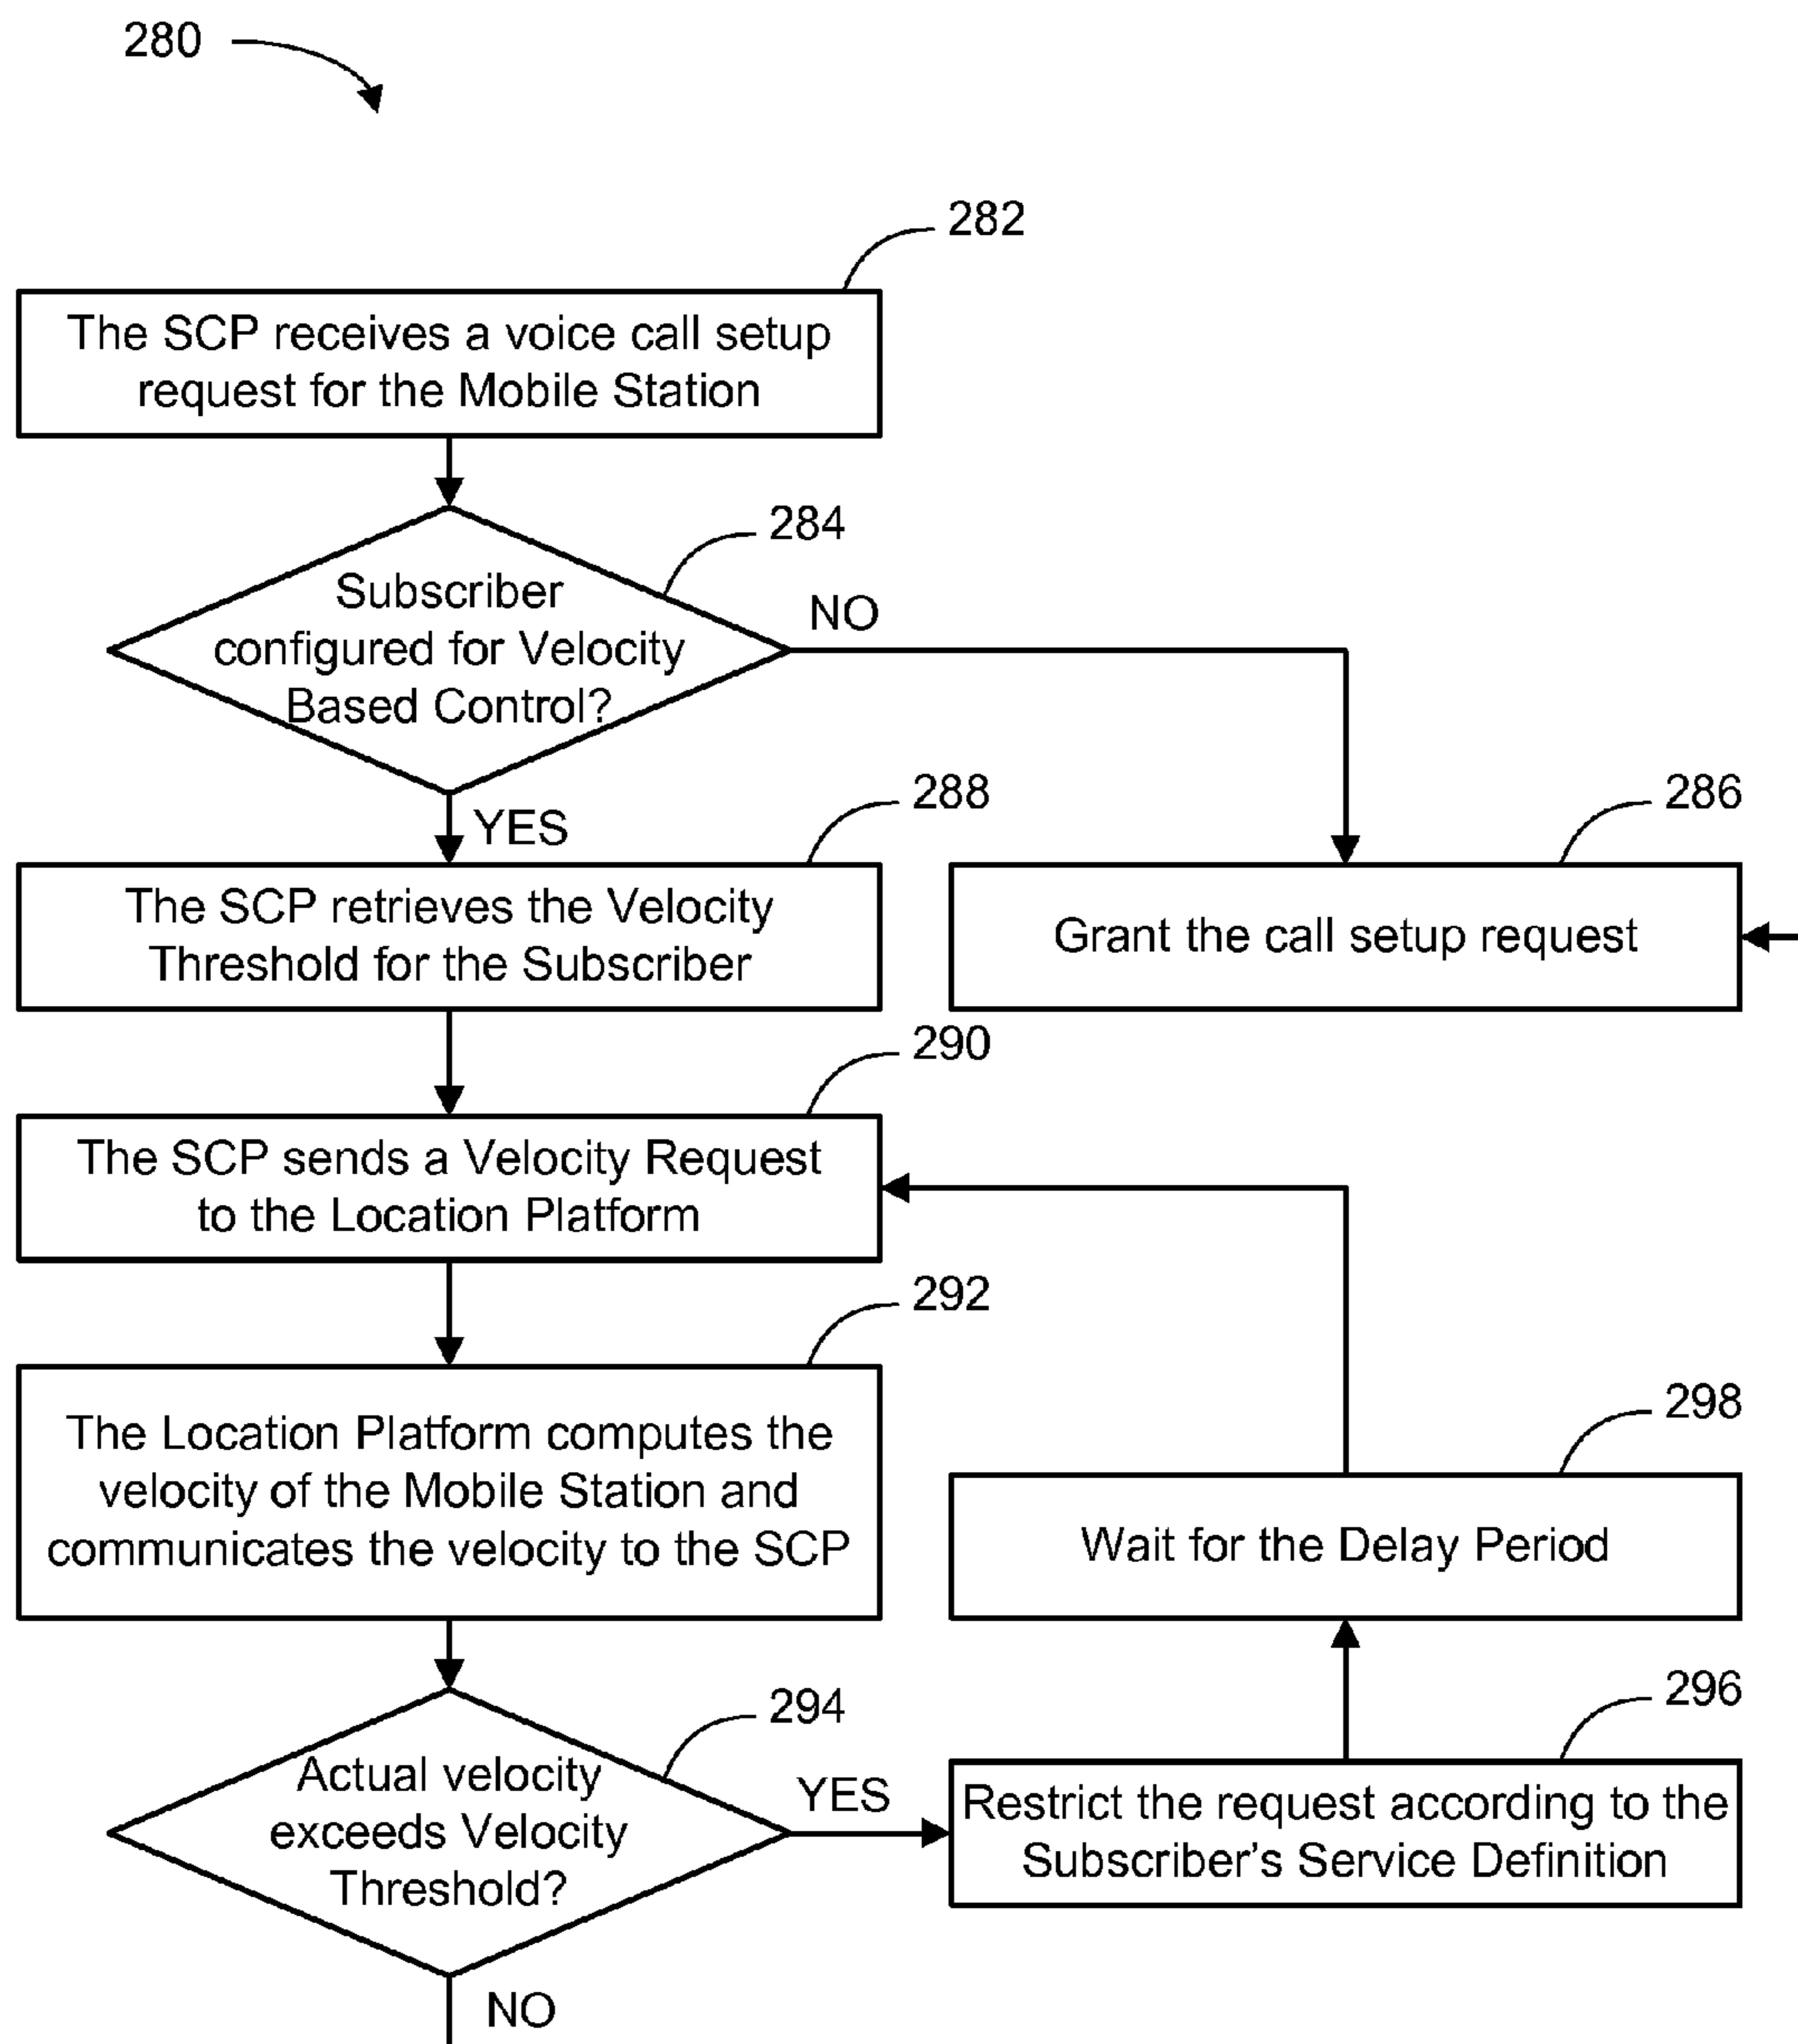 280
282
The SCP receives a voice call setup
request for the Mobile Station
284
Subscriber
configured for Velocity
Based Control?
NO
YES
288
286
The SCP retrieves the Velocity
Threshold for the Subscriber
Grant the call setup request
290
The SCP sends a Velocity Request
to the Location Platform
292
The Location Platform computes the
velocity of the Mobile Station and
communicates the velocity to the SCP
298
Wait for the Delay Period
294
Actual velocity
exceeds Velocity
Threshold?
YES
296
Restrict the request according to the
Subscriber's Service Definition
NO